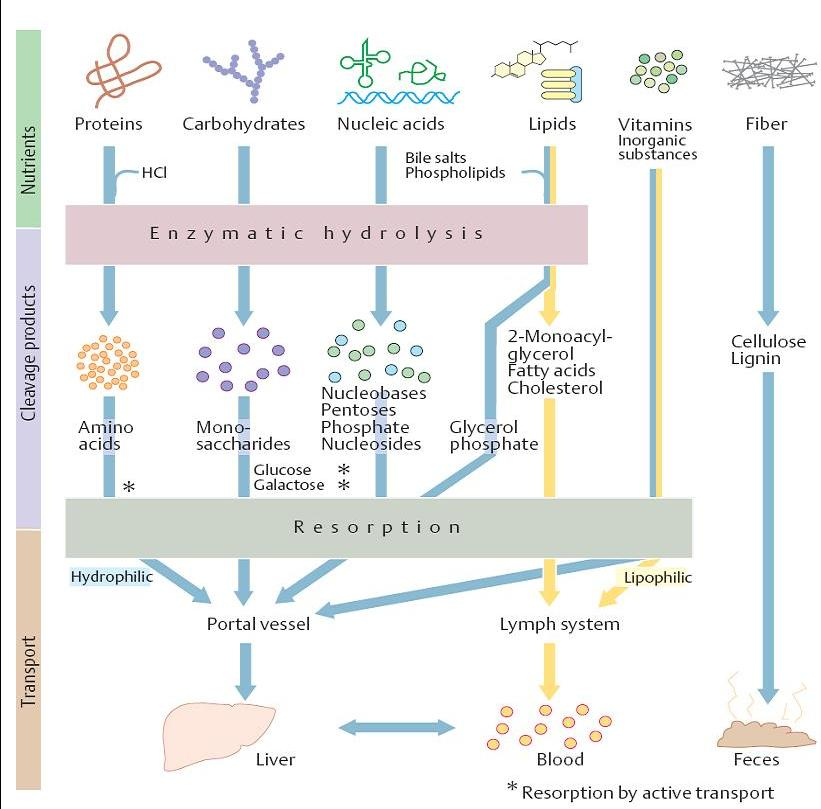 Nutrients
Proteins
Carbohydrates
Nucleic acids
Lipids
Vitamins
Inorganic
substances
Fiber
HCl
Bile salts
Phospholipids
Enzymatic hydrolysis
Cleavage products
2-Monoacyl-
glycerol
Fatty acids
Cholesterol
Cellulose
Lignin
Amino
acids
*
Mono-
saccharides
Glucose *
Galactose *
Nucleobases
Pentoses
Phosphate
Nucleosides
Glycerol
phosphate
Resorption
Transport
Hydrophilic
Lipophilic
Portal vessel
Lymph system
Liver
Blood
Feces
* Resorption by active transport